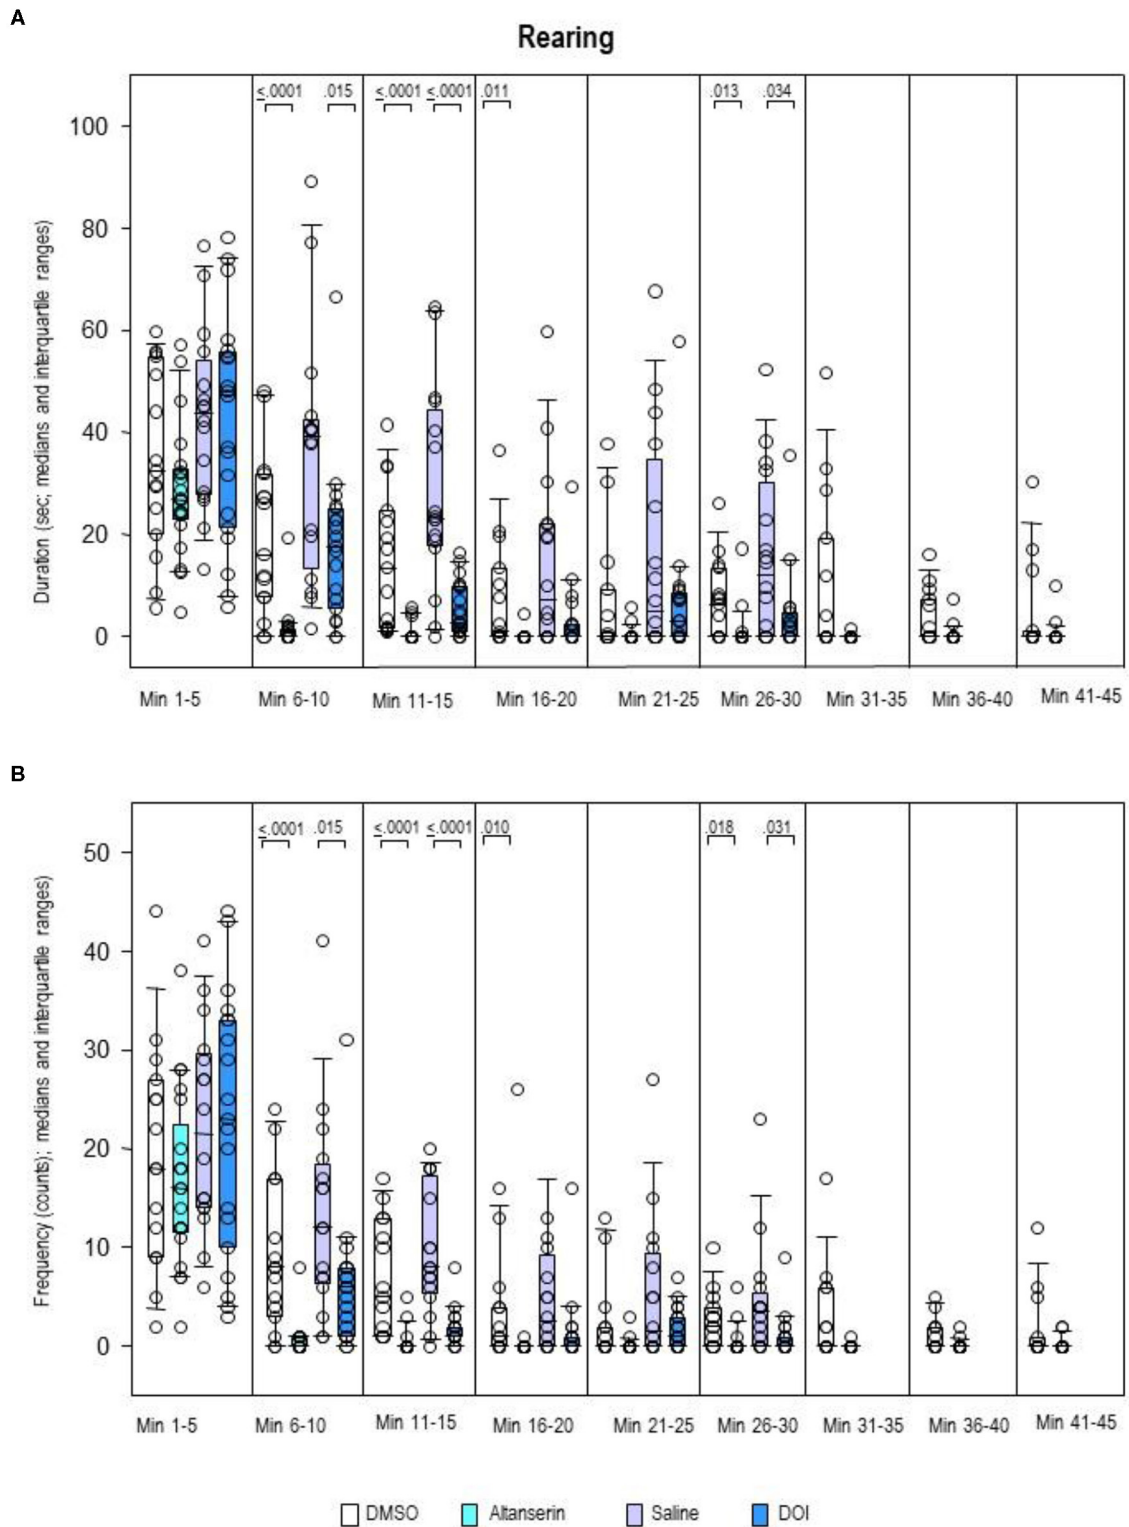 A
Rearing
<.0001 .015 <.0001 <.0001 .011 .013 .034
100
80
60
40
20
0
Duration (sec; medians and interquartile ranges)
Min 1-5 Min 6-10 Min 11-15 Min 16-20 Min 21-25 Min 26-30 Min 31-35 Min 36-40 Min 41-45
B
<.0001 .015 <.0001 <.0001 .010 .018 .031
50
40
30
20
10
0
Frequency (counts); medians and interquartile ranges)
Min 1-5 Min 6-10 Min 11-15 Min 16-20 Min 21-25 Min 26-30 Min 31-35 Min 36-40 Min 41-45
DMSO Altanserin Saline DOI